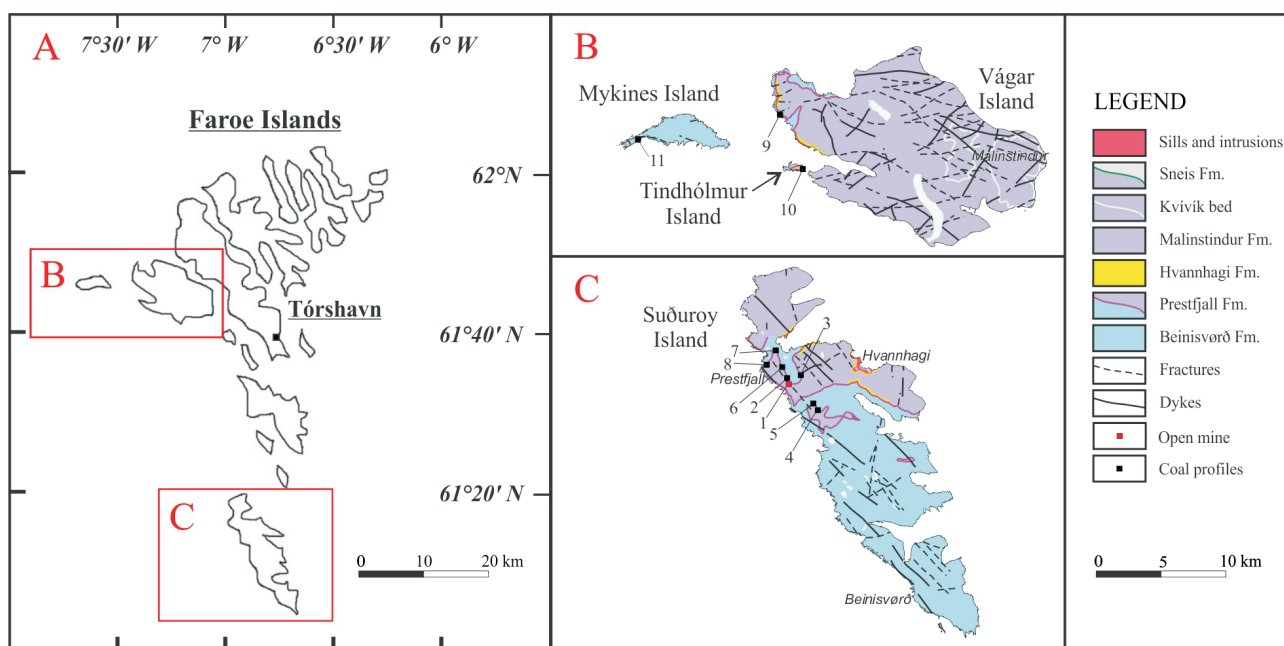 A
7°30' W
7° W
6°30' W
6° W
Faroe Islands
62°N
B
Tórshavn
61°40' N
C
61°20' N
0 10 20 km
B
Mykines Island
Vágar
Island
9
11
Malinstindur
Tindhólmur
Island
10
C
Suðuroy
Island
3
7
Hvannhagi
8
Prestfjall
6
2
1
5
4
Beinisvørð
LEGEND
Sills and intrusions
Sneis Fm.
Kvívík bed
Malinstindur Fm.
Hvannhagi Fm.
Prestfjall Fm.
Beinisvørð Fm.
Fractures
Dykes
Open mine
Coal profiles
0 5 10 km